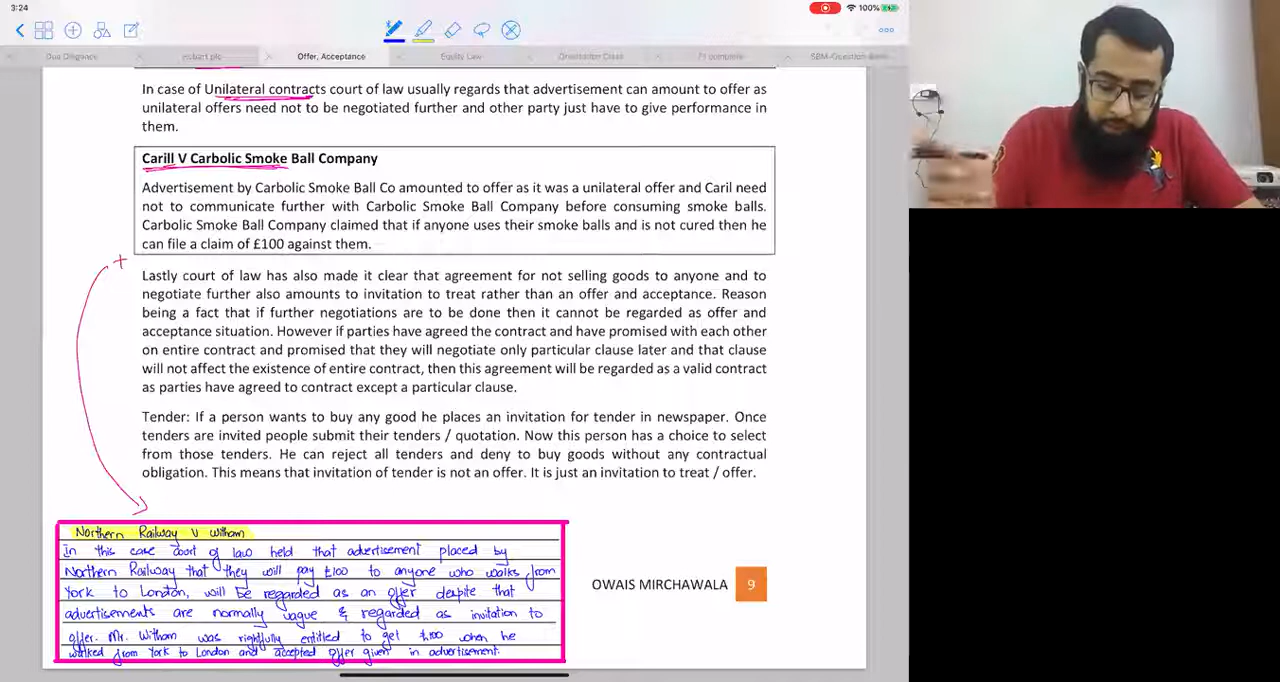 3:24
100%
Due Diligence
Hobart plc
Offer, Acceptance
Equity Law
Orientation Class
In case of Unilateral contracts court of law usually regards that advertisement can amount to offer as
unilateral offers need not to be negotiated further and other party just have to give performance in
them.
Carill V Carbolic Smoke Ball Company
Advertisement by Carbolic Smoke Ball Co amounted to offer as it was a unilateral offer and Caril need
not to communicate further with Carbolic Smoke Ball Company before consuming smoke balls.
Carbolic Smoke Ball Company claimed that if anyone uses their smoke balls and is not cured then he
can file a claim of £100 against them.
Lastly court of law has also made it clear that agreement for not selling goods to anyone and to
negotiate further also amounts to invitation to treat rather than an offer and acceptance. Reason
being a fact that if further negotiations are to be done then it cannot be regarded as offer and
acceptance situation. However if parties have agreed the contract and have promised with each other
on entire contract and promised that they will negotiate only particular clause later and that clause
will not affect the existence of entire contract, then this agreement will be regarded as a valid contract
as parties have agreed to contract except a particular clause.
Tender: If a person wants to buy any good he places an invitation for tender in newspaper. Once
tenders are invited people submit their tenders / quotation. Now this person has a choice to select
from those tenders. He can reject all tenders and deny to buy goods without any contractual
obligation. This means that invitation of tender is not an offer. It is just an invitation to treat / offer.
Northern Railway V Witham
In this case court of law held that advertisement placed by
Northern Railway that they will pay £100 to anyone who walks from
York to London, will be regarded as an offer despite that
advertisements are normally vague & regarded as invitation to
offer. Mr. Witham was rightfully entitled to get £100 when he
walked from York to London and accepted offer given in advertisement.
OWAIS MIRCHAWALA 9